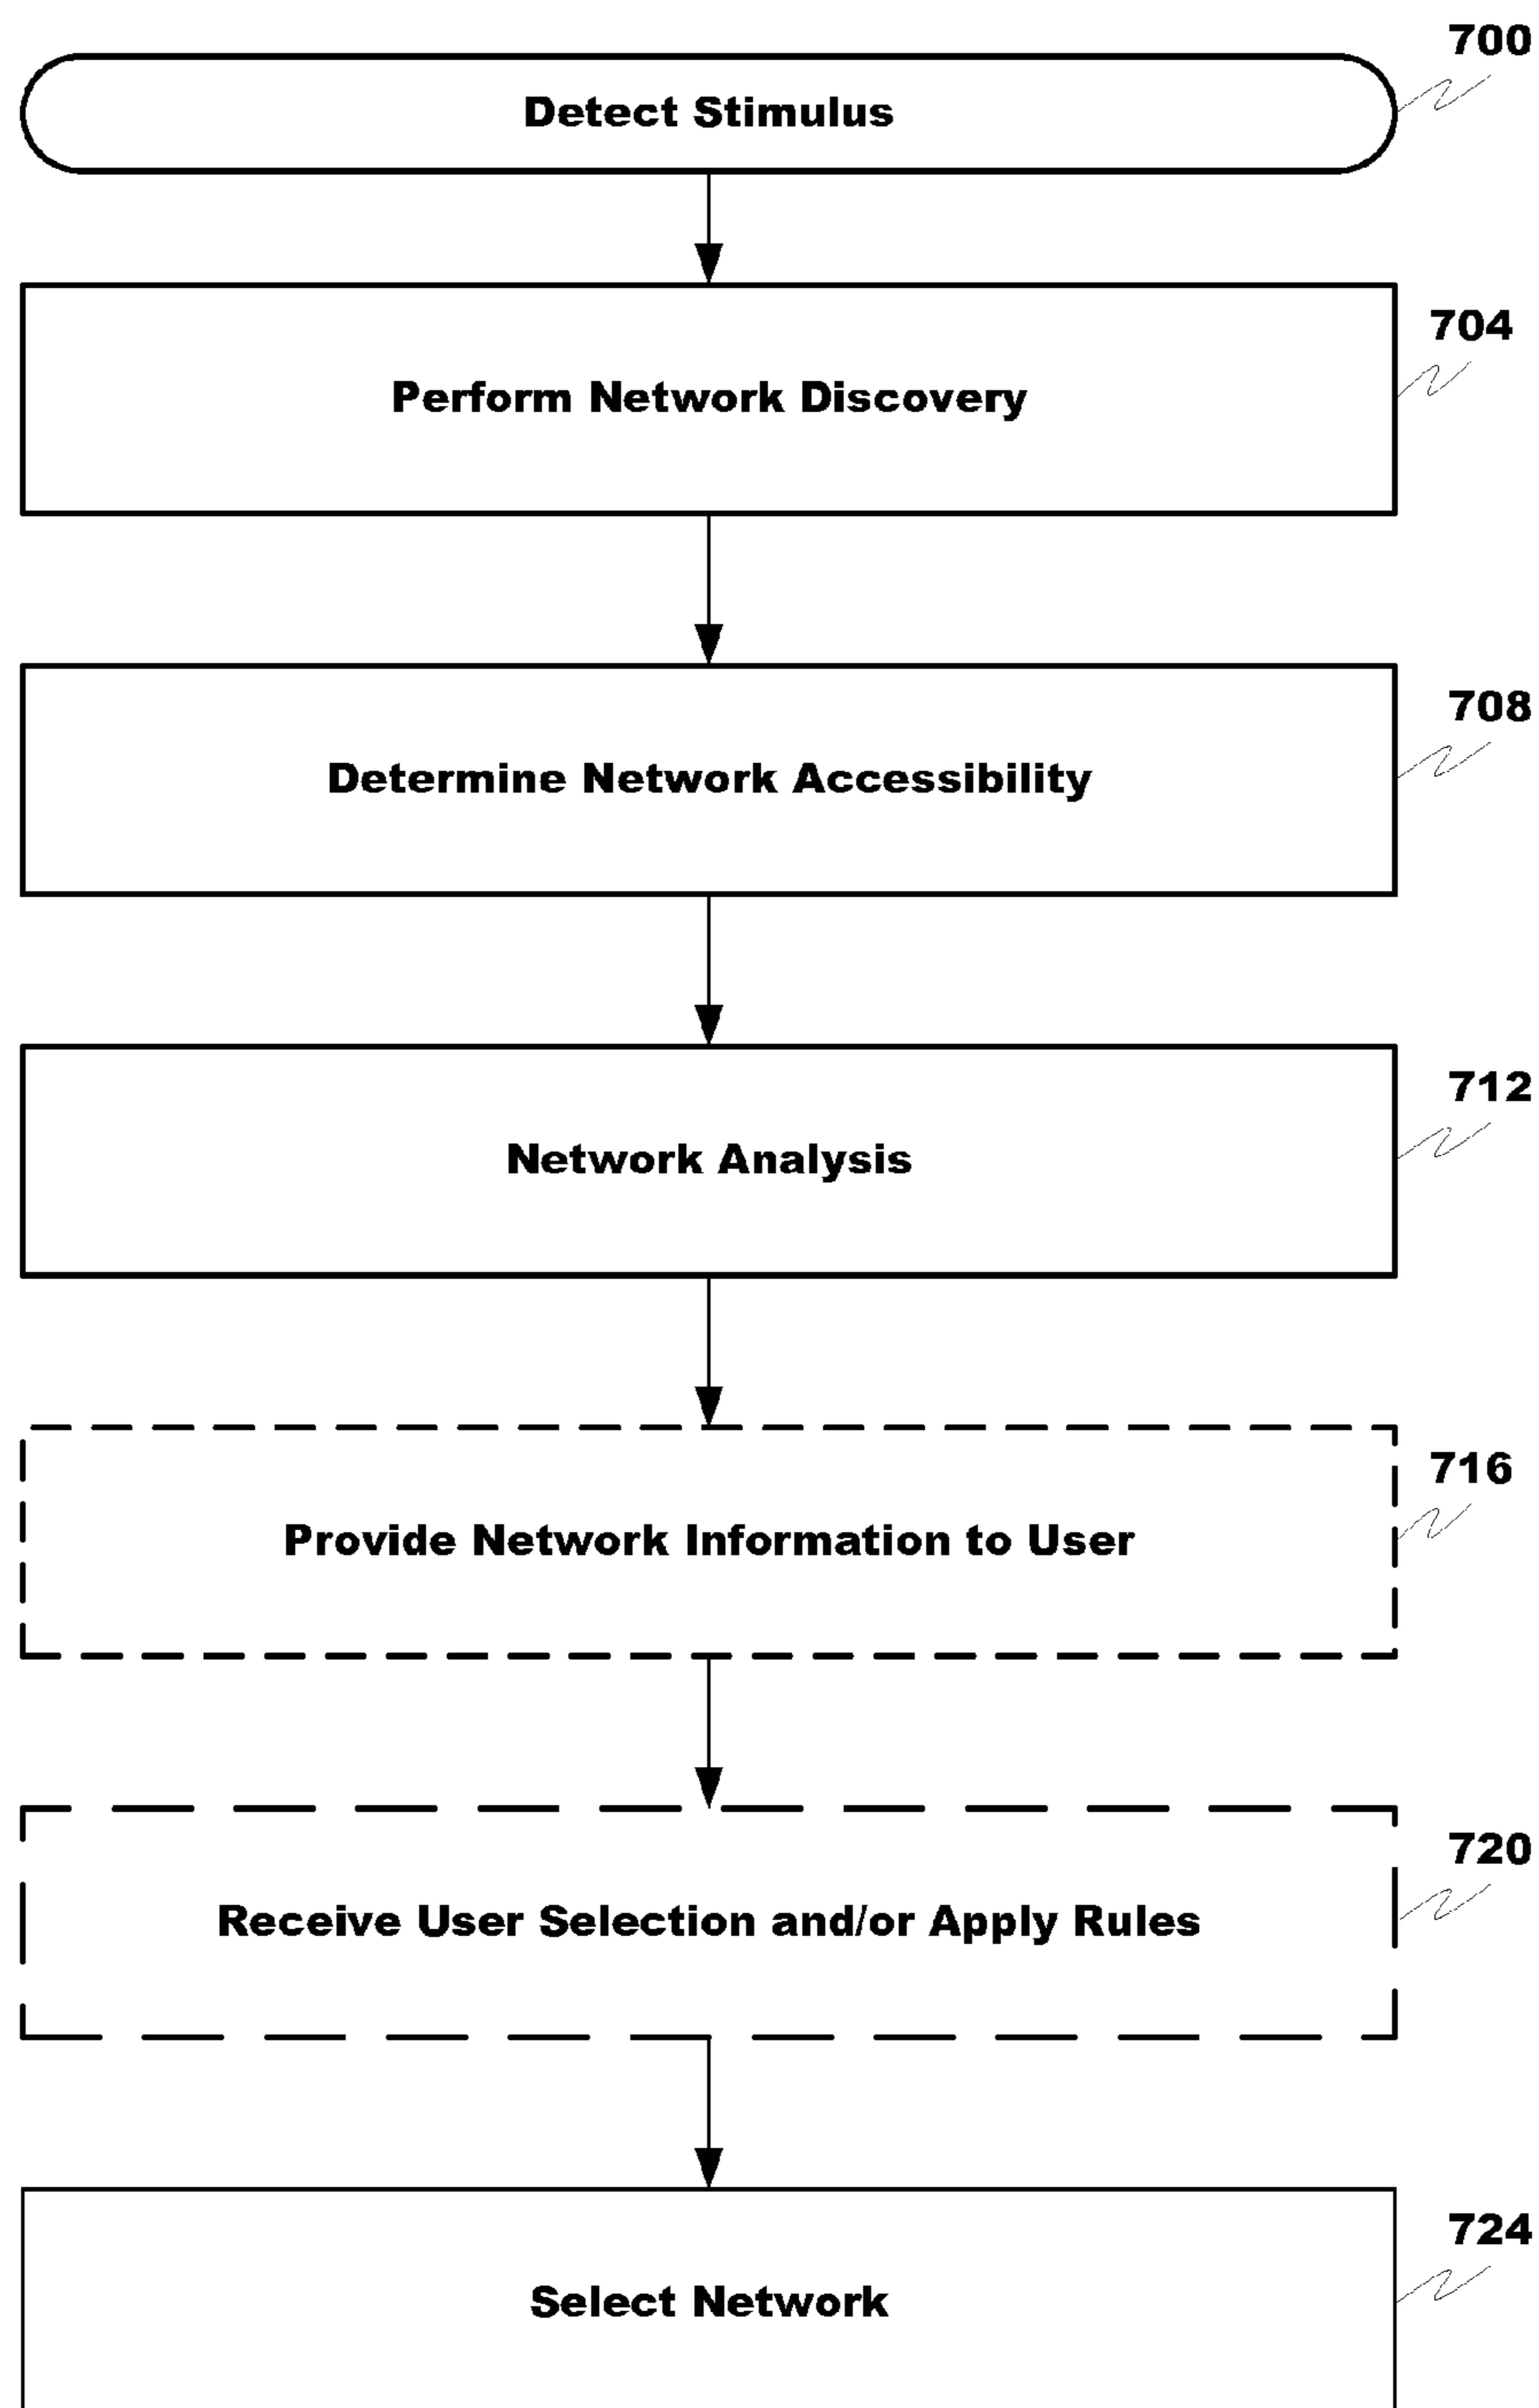 700
Detect Stimulus
704
Perform Network Discovery
708
Determine Network Accessibility
712
Network Analysis
716
Provide Network Information to User
720
Receive User Selection and/or Apply Rules
724
Select Network